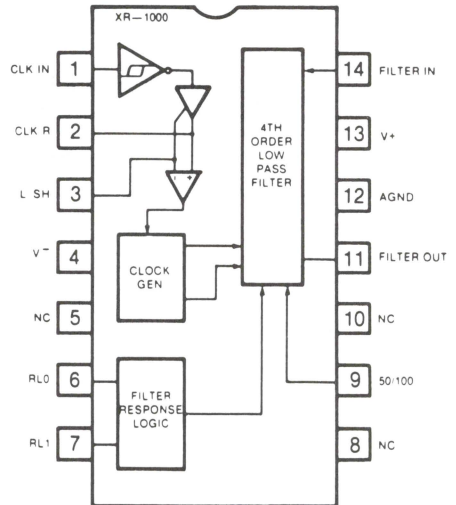 XR-1000
CLK IN 1
CLK R 2
L SH 3
V- 4
NC 5
RL0 6
RL1 7
- +
CLOCK
GEN
FILTER
RESPONSE
LOGIC
4TH
ORDER
LOW
PASS
FILTER
14 FILTER IN
13 V+
12 AGND
11 FILTER OUT
10 NC
9 50/100
8 NC